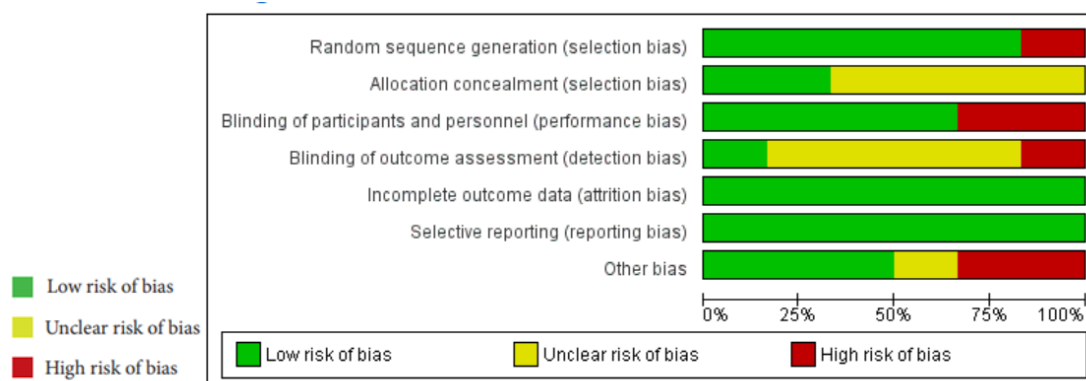 Random sequence generation (selection bias)
Allocation concealment (selection bias)
Blinding of participants and personnel (performance bias)
Blinding of outcome assessment (detection bias)
Incomplete outcome data (attrition bias)
Selective reporting (reporting bias)
Other bias
0% 25% 50% 75% 100%
Low risk of bias Unclear risk of bias High risk of bias
Low risk of bias
Unclear risk of bias
High risk of bias